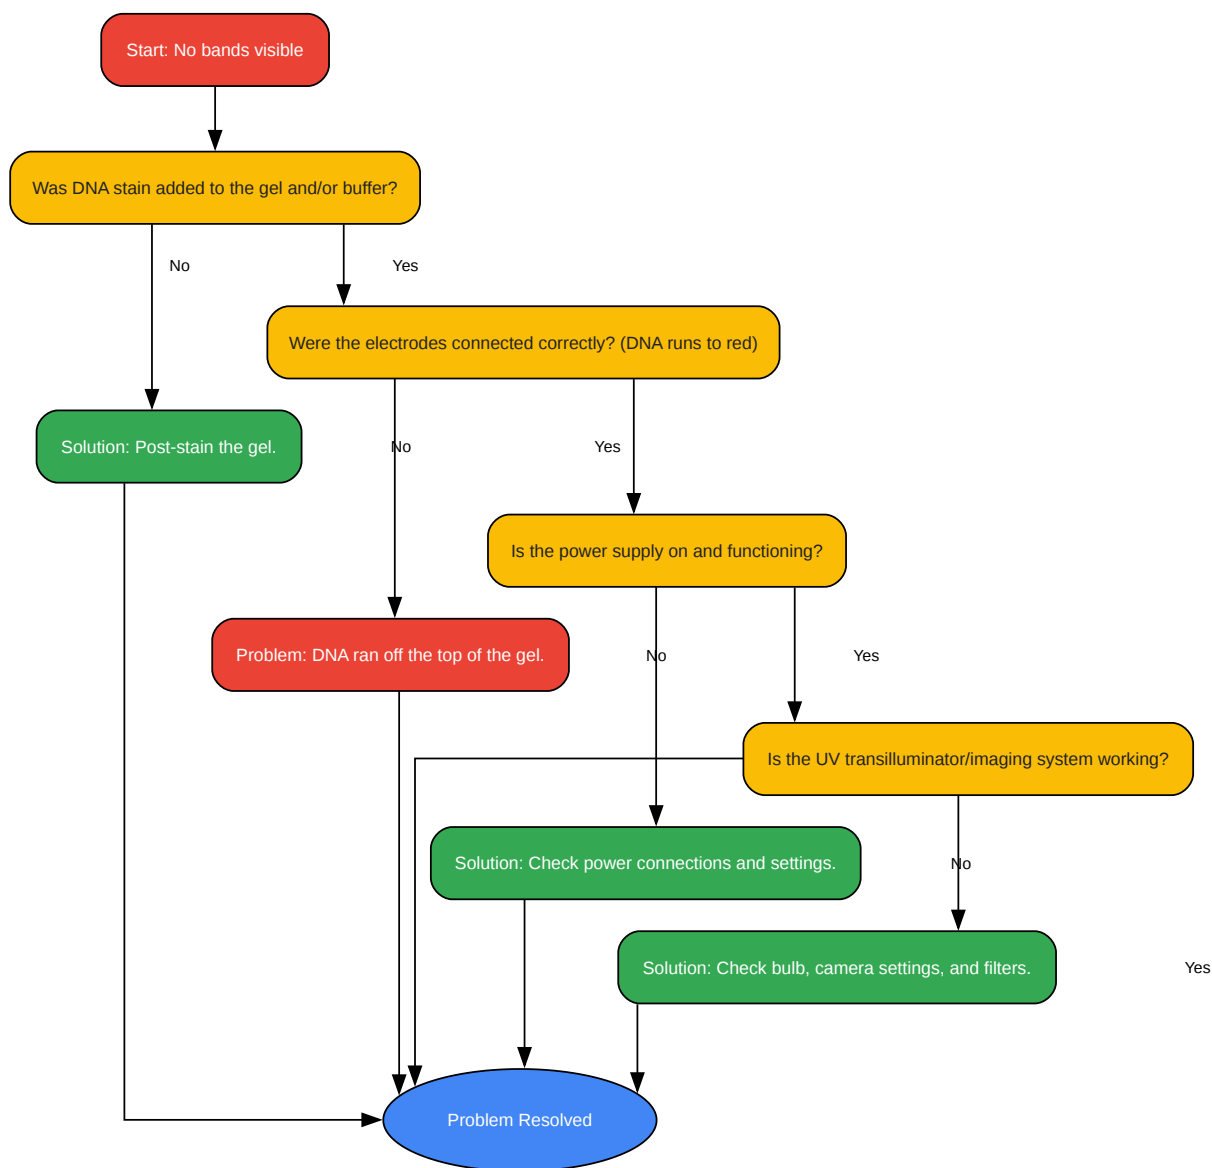 Start: No bands visible
Was DNA stain added to the gel and/or buffer?
No
Yes
Were the electrodes connected correctly? (DNA runs to red)
Solution: Post-stain the gel.
No
Yes
Is the power supply on and functioning?
Problem: DNA ran off the top of the gel.
No
Yes
Is the UV transilluminator/imaging system working?
Solution: Check power connections and settings.
No
Solution: Check bulb, camera settings, and filters.
Yes
Problem Resolved